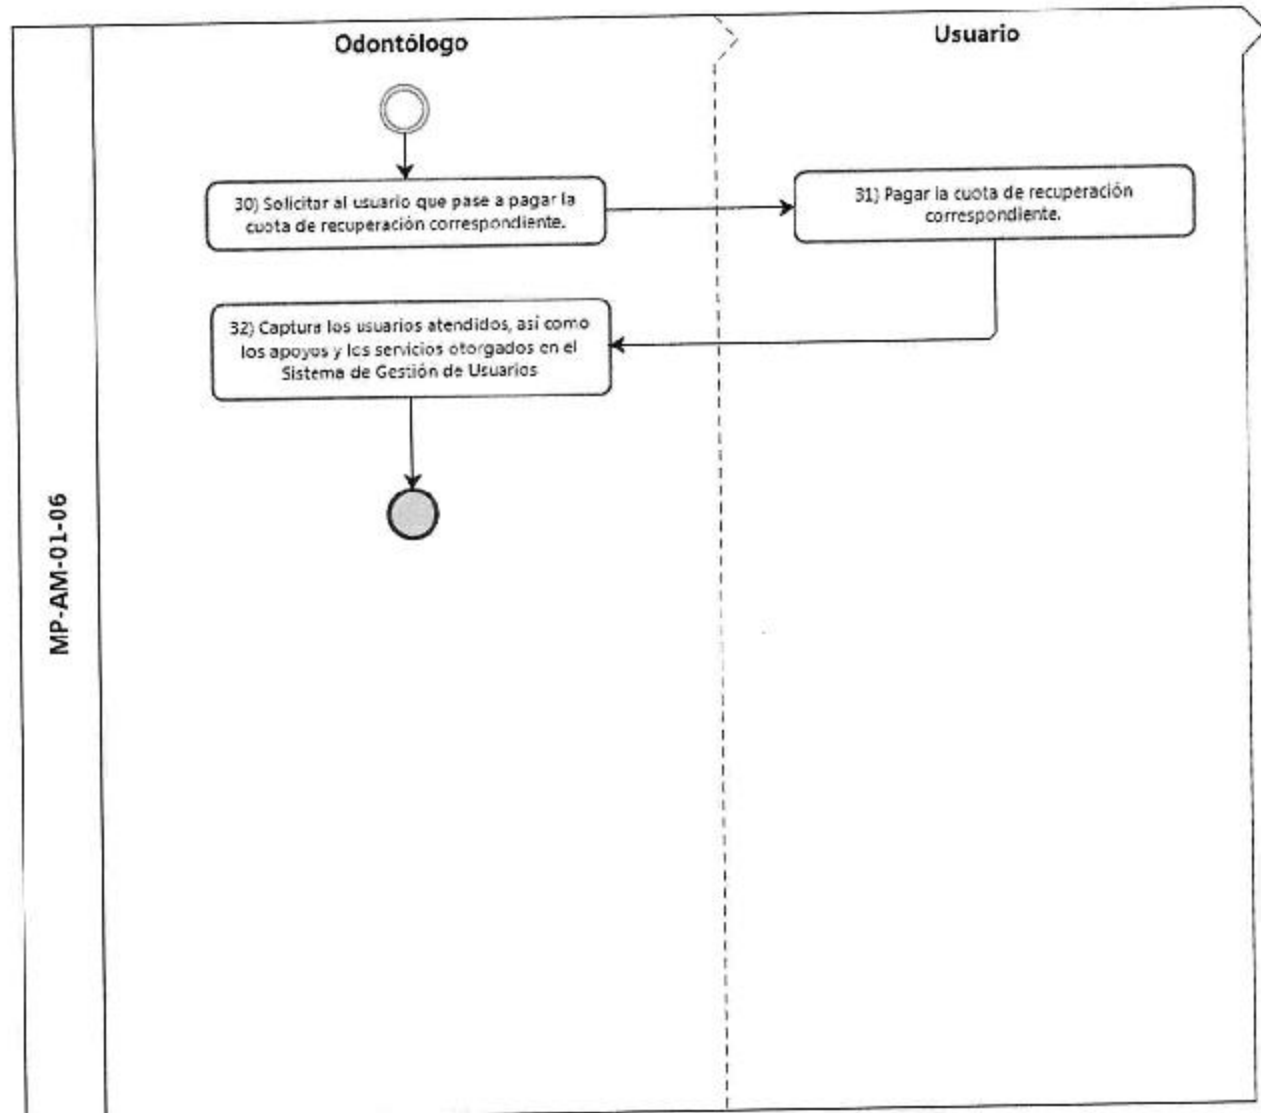 Odontólogo
Usuario
30) Solicitar al usuario que pase a pagar la
cuota de recuperación correspondiente.
31) Pagar la cuota de recuperación
correspondiente.
32) Captura los usuarios atendidos, así como
los apoyos y los servicios otorgados en el
Sistema de Gestión de Usuarios
MP-AM-01-06